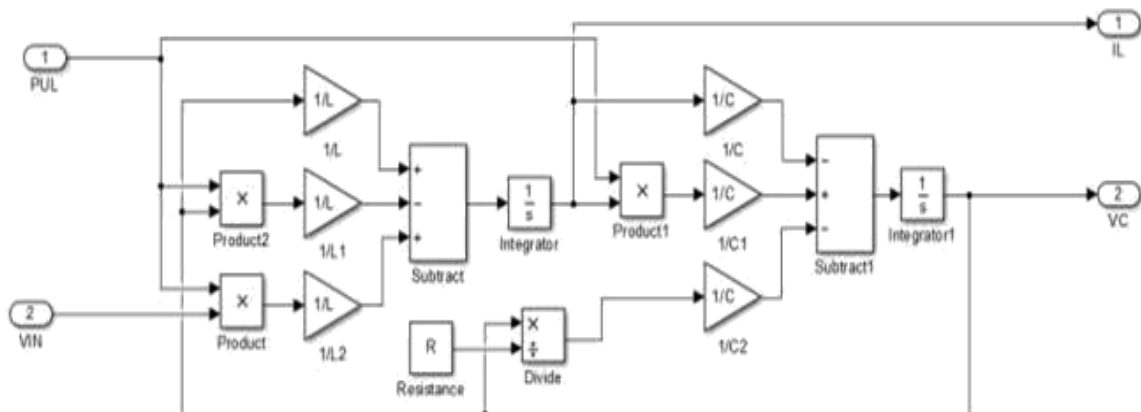 1
PUL
1
IL
1/L
1/L
1/C
1/C
X
Product2
1/L
1/L1
+
−
+
Subtract
1
s
Integrator
X
Product1
1/C
1/C1
−
+
−
Subtract1
1
s
Integrator1
2
VC
2
VIN
X
Product
1/L
1/L2
R
Resistance
X
÷
Divide
1/C
1/C2